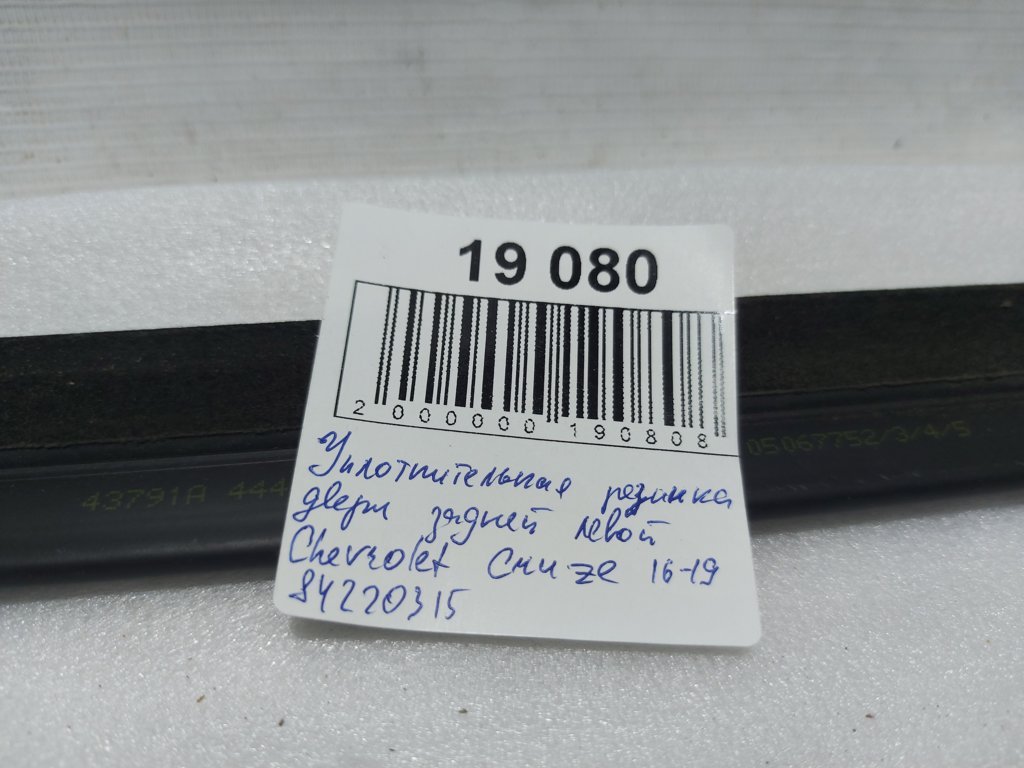 19 080
2 000000 190808
43791A 444
05067752/3/4/5
Уплотнительная резинка
двери задней левой
Chevrolet Cruze 16-19
84220315